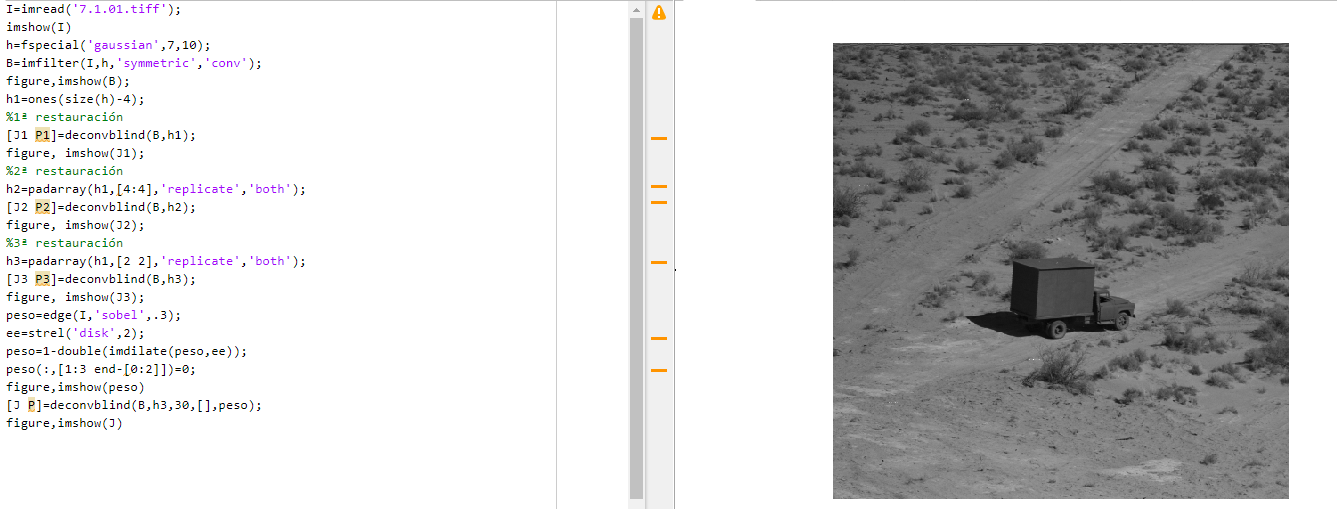 I=imread('7.1.01.tiff');
imshow(I)
h=fspecial('gaussian',7,10);
B=imfilter(I,h,'symmetric','conv');
figure,imshow(B);
h1=ones(size(h)-4);
%1ª restauración
[J1 P1]=deconvblind(B,h1);
figure, imshow(J1);
%2ª restauración
h2=padarray(h1,[4:4],'replicate','both');
[J2 P2]=deconvblind(B,h2);
figure, imshow(J2);
%3ª restauración
h3=padarray(h1,[2 2],'replicate','both');
[J3 P3]=deconvblind(B,h3);
figure, imshow(J3);
peso=edge(I,'sobel',.3);
ee=strel('disk',2);
peso=1-double(imdilate(peso,ee));
peso(:,[1:3 end-[0:2]])=0;
figure,imshow(peso)
[J P]=deconvblind(B,h3,30,[],peso);
figure,imshow(J)